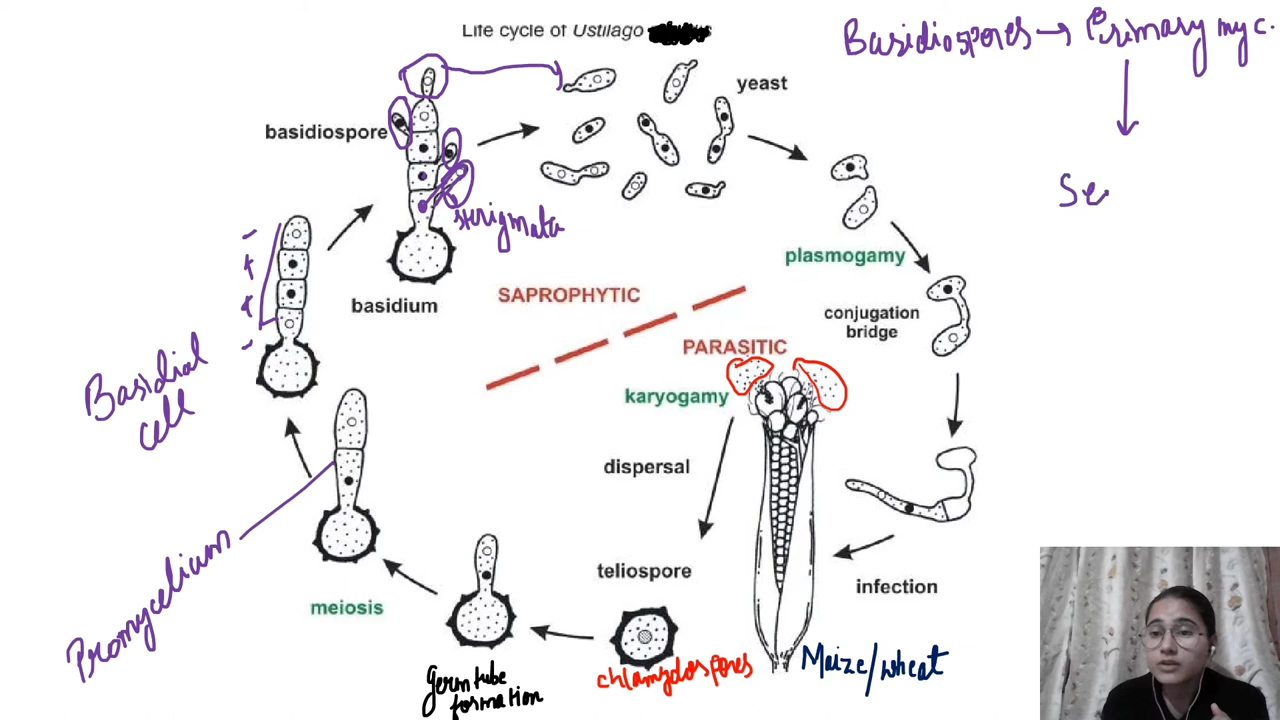 Life cycle of Ustilago
Basidiospores → Primary myc.
Se
yeast
basidiospore
sterigmata
- + + -
basidium
plasmogamy
SAPROPHYTIC
conjugation
bridge
PARASITIC
karyogamy
Basidial
cell
dispersal
Promycelium
teliospore
infection
meiosis
Germ tube
formation
chlamydospores
Maize/wheat